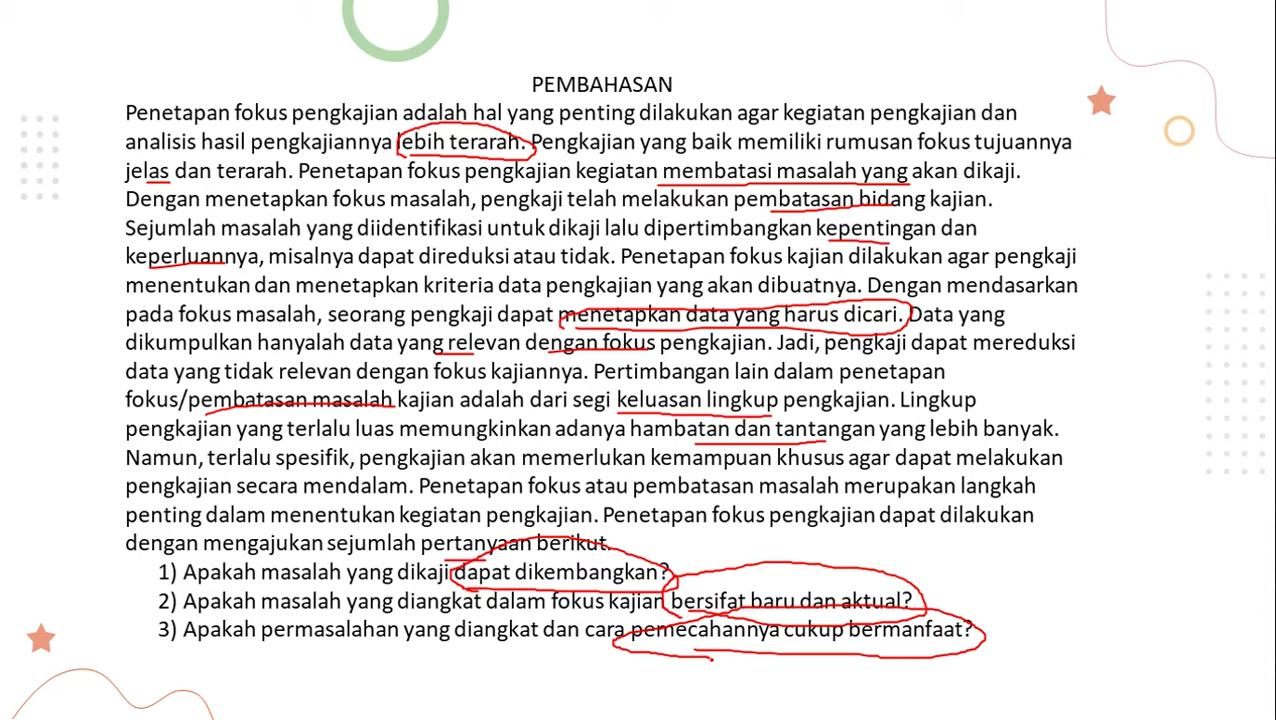 PEMBAHASAN
Penetapan fokus pengkajian adalah hal yang penting dilakukan agar kegiatan pengkajian dan
analisis hasil pengkajiannya lebih terarah. Pengkajian yang baik memiliki rumusan fokus tujuannya
jelas dan terarah. Penetapan fokus pengkajian kegiatan membatasi masalah yang akan dikaji.
Dengan menetapkan fokus masalah, pengkaji telah melakukan pembatasan bidang kajian.
Sejumlah masalah yang diidentifikasi untuk dikaji lalu dipertimbangkan kepentingan dan
keperluannya, misalnya dapat direduksi atau tidak. Penetapan fokus kajian dilakukan agar pengkaji
menentukan dan menetapkan kriteria data pengkajian yang akan dibuatnya. Dengan mendasarkan
pada fokus masalah, seorang pengkaji dapat menetapkan data yang harus dicari. Data yang
dikumpulkan hanyalah data yang relevan dengan fokus pengkajian. Jadi, pengkaji dapat mereduksi
data yang tidak relevan dengan fokus kajiannya. Pertimbangan lain dalam penetapan
fokus/pembatasan masalah kajian adalah dari segi keluasan lingkup pengkajian. Lingkup
pengkajian yang terlalu luas memungkinkan adanya hambatan dan tantangan yang lebih banyak.
Namun, terlalu spesifik, pengkajian akan memerlukan kemampuan khusus agar dapat melakukan
pengkajian secara mendalam. Penetapan fokus atau pembatasan masalah merupakan langkah
penting dalam menentukan kegiatan pengkajian. Penetapan fokus pengkajian dapat dilakukan
dengan mengajukan sejumlah pertanyaan berikut.
1) Apakah masalah yang dikaji dapat dikembangkan?
2) Apakah masalah yang diangkat dalam fokus kajian bersifat baru dan aktual?
3) Apakah permasalahan yang diangkat dan cara pemecahannya cukup bermanfaat?